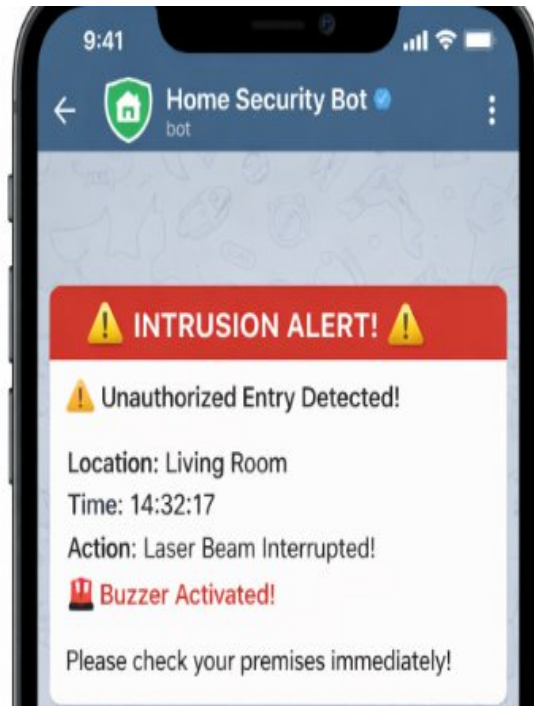 9:41
Home Security Bot
bot
⚠️ INTRUSION ALERT! ⚠️
⚠️ Unauthorized Entry Detected!
Location: Living Room
Time: 14:32:17
Action: Laser Beam Interrupted!
🚨 Buzzer Activated!
Please check your premises immediately!